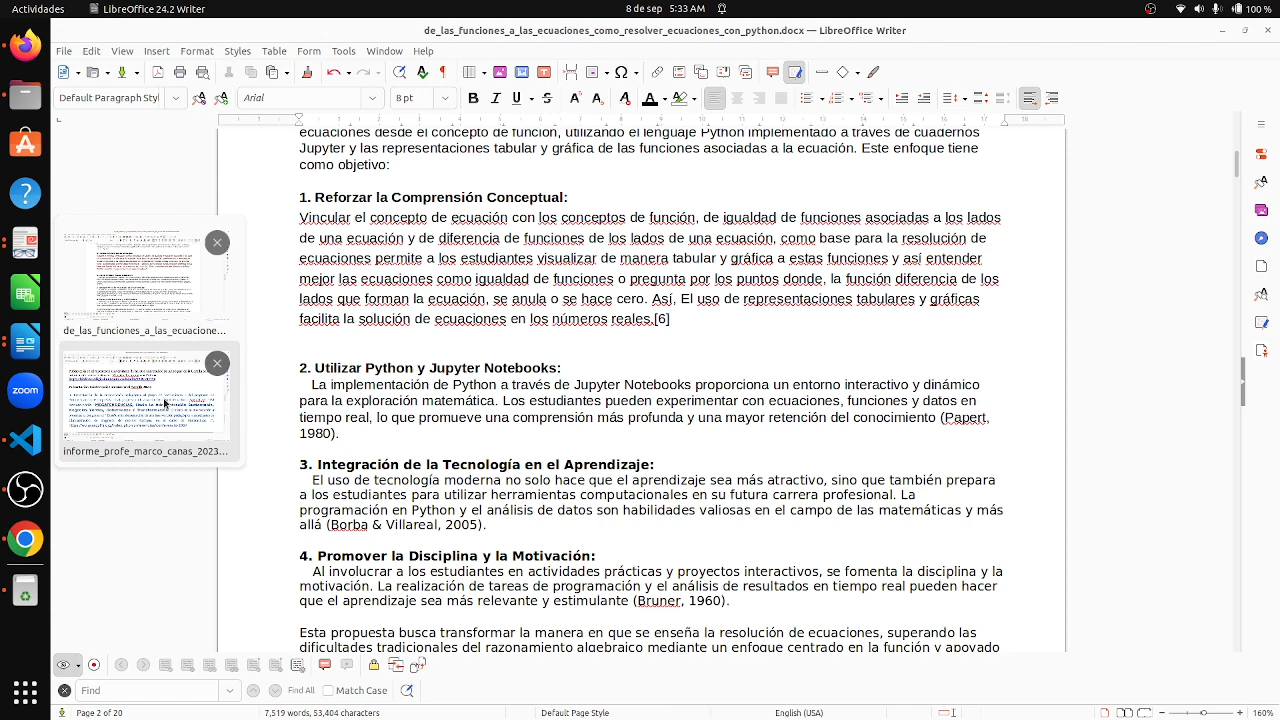 Actividades
LibreOffice 24.2 Writer
8 de sep 5:33 AM
100 %
de_las_funciones_a_las_ecuaciones_como_resolver_ecuaciones_con_python.docx — LibreOffice Writer
File Edit View Insert Format Styles Table Form Tools Window Help
Default Paragraph Styl
Arial
8 pt
ecuaciones desde el concepto de función, utilizando el lenguaje Python implementado a través de cuadernos
Jupyter y las representaciones tabular y gráfica de las funciones asociadas a la ecuación. Este enfoque tiene
como objetivo:
1. Reforzar la Comprensión Conceptual:
Vincular el concepto de ecuación con los conceptos de función, de igualdad de funciones asociadas a los lados
de una ecuación y de diferencia de funciones de los lados de una ecuación, como base para la resolución de
ecuaciones permite a los estudiantes visualizar de manera tabular y gráfica a estas funciones y así entender
mejor las ecuaciones como igualdad de funciones o pregunta por los puntos donde la función diferencia de los
lados que forman la ecuación, se anula o se hace cero. Así, El uso de representaciones tabulares y gráficas
facilita la solución de ecuaciones en los números reales.[6]
2. Utilizar Python y Jupyter Notebooks:
La implementación de Python a través de Jupyter Notebooks proporciona un entorno interactivo y dinámico
para la exploración matemática. Los estudiantes pueden experimentar con ecuaciones, funciones y datos en
tiempo real, lo que promueve una comprensión más profunda y una mayor retención del conocimiento (Papert,
1980).
3. Integración de la Tecnología en el Aprendizaje:
El uso de tecnología moderna no solo hace que el aprendizaje sea más atractivo, sino que también prepara
a los estudiantes para utilizar herramientas computacionales en su futura carrera profesional. La
programación en Python y el análisis de datos son habilidades valiosas en el campo de las matemáticas y más
allá (Borba & Villareal, 2005).
4. Promover la Disciplina y la Motivación:
Al involucrar a los estudiantes en actividades prácticas y proyectos interactivos, se fomenta la disciplina y la
motivación. La realización de tareas de programación y el análisis de resultados en tiempo real pueden hacer
que el aprendizaje sea más relevante y estimulante (Bruner, 1960).
Esta propuesta busca transformar la manera en que se enseña la resolución de ecuaciones, superando las
dificultades tradicionales del razonamiento algebraico mediante un enfoque centrado en la función y apoyado
de_las_funciones_a_las_ecuacione...
informe_profe_marco_canas_2023...
zoom
Find
Find All
Match Case
Page 2 of 20
7,519 words, 53,404 characters
Default Page Style
English (USA)
160%